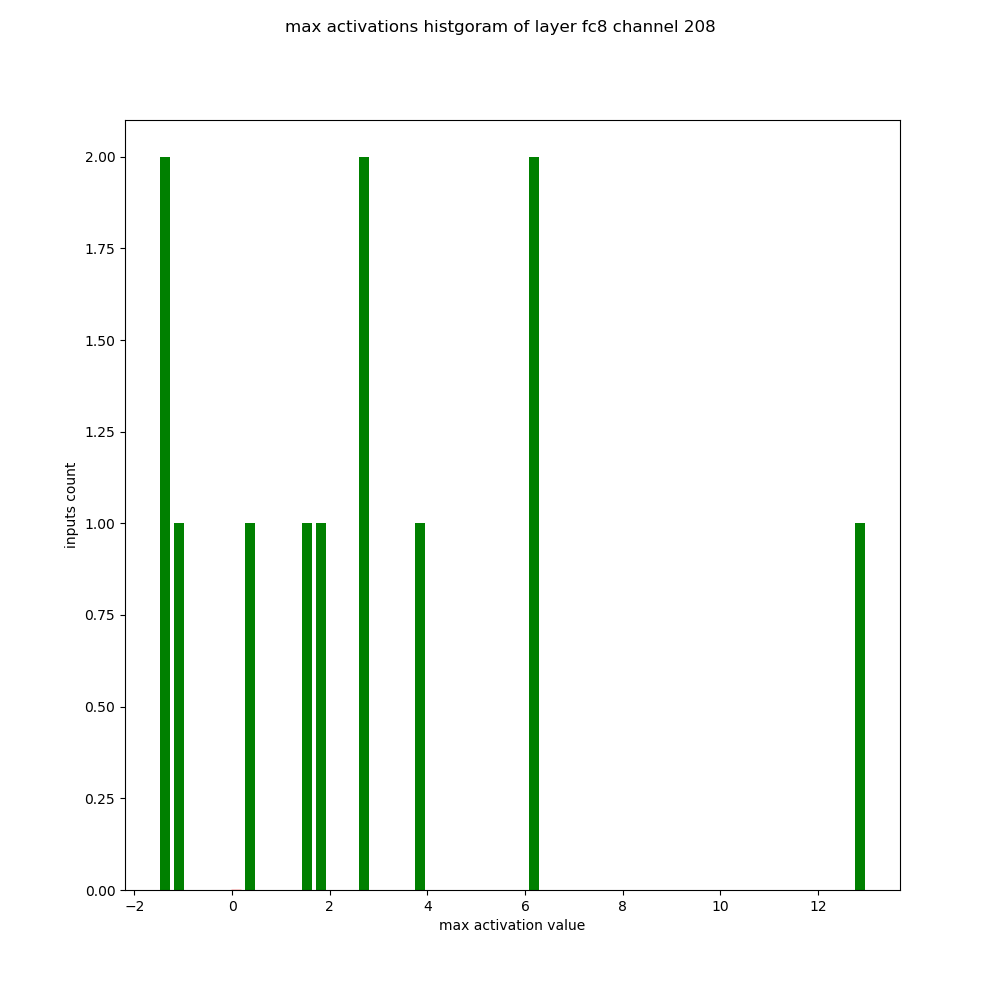 max activations histgoram of layer fc8 channel 208
2.00
1.75
1.50
1.25
1.00
0.75
0.50
0.25
0.00
inputs count
−2 0 2 4 6 8 10 12
max activation value